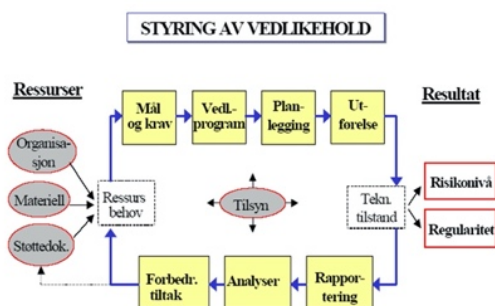 STYRING AV VEDLIKEHOLD
Ressurser
Resultat
Mål
og krav
Vedl.-
program
Plan-
legging
Ut-
førelse
Organisa-
sjon
Materiell
Støttedok.
Ressurs
behov
Tilsyn
Tekn.
tilstand
Risikonivå
Regularitet
Forbedr.
tiltak
Analyser
Rappor-
tering